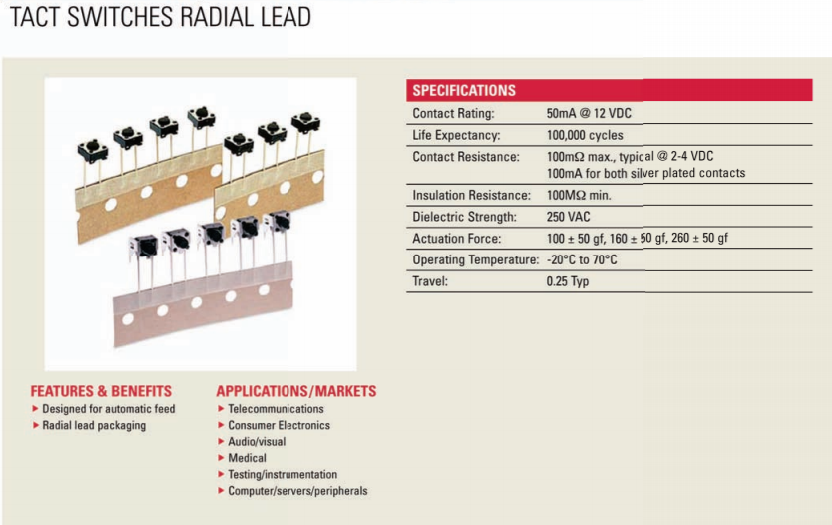 TACT SWITCHES RADIAL LEAD
SPECIFICATIONS
Contact Rating: 50mA @ 12 VDC
Life Expectancy: 100,000 cycles
Contact Resistance: 100mΩ max., typical @ 2-4 VDC
100mA for both silver plated contacts
Insulation Resistance: 100MΩ min.
Dielectric Strength: 250 VAC
Actuation Force: 100 ± 50 gf, 160 ± 50 gf, 260 ± 50 gf
Operating Temperature: -20°C to 70°C
Travel: 0.25 Typ
FEATURES & BENEFITS
▶ Designed for automatic feed
▶ Radial lead packaging
APPLICATIONS/MARKETS
▶ Telecommunications
▶ Consumer Electronics
▶ Audio/visual
▶ Medical
▶ Testing/instrumentation
▶ Computer/servers/peripherals